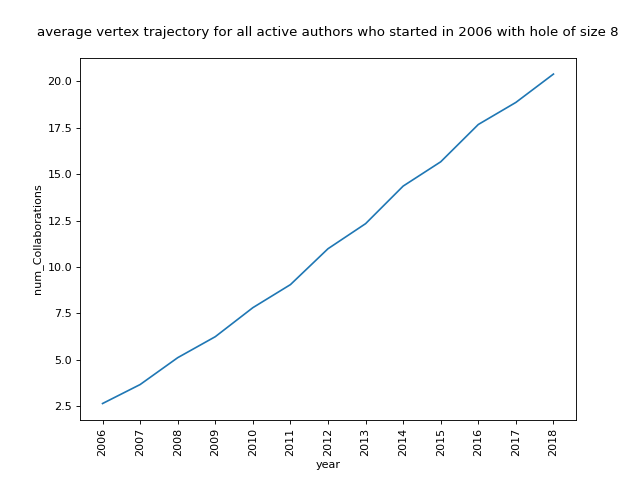 average vertex trajectory for all active authors who started in 2006 with hole of size 8
20.0
17.5
15.0
12.5
10.0
7.5
5.0
2.5
num_Collaborations
2006 2007 2008 2009 2010 2011 2012 2013 2014 2015 2016 2017 2018
year